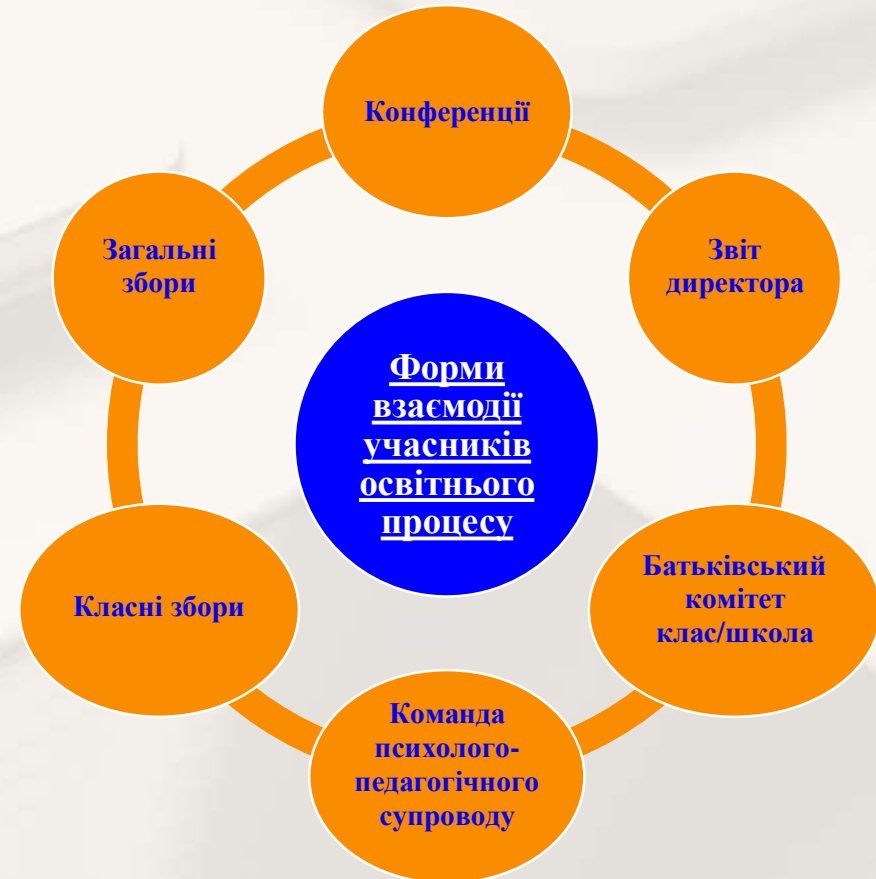 Конференції
Звіт
директора
Батьківський
комітет
клас/школа
Команда
психолого-
педагогічного
супроводу
Класні збори
Загальні
збори
Форми
взаємодії
учасників
освітнього
процесу